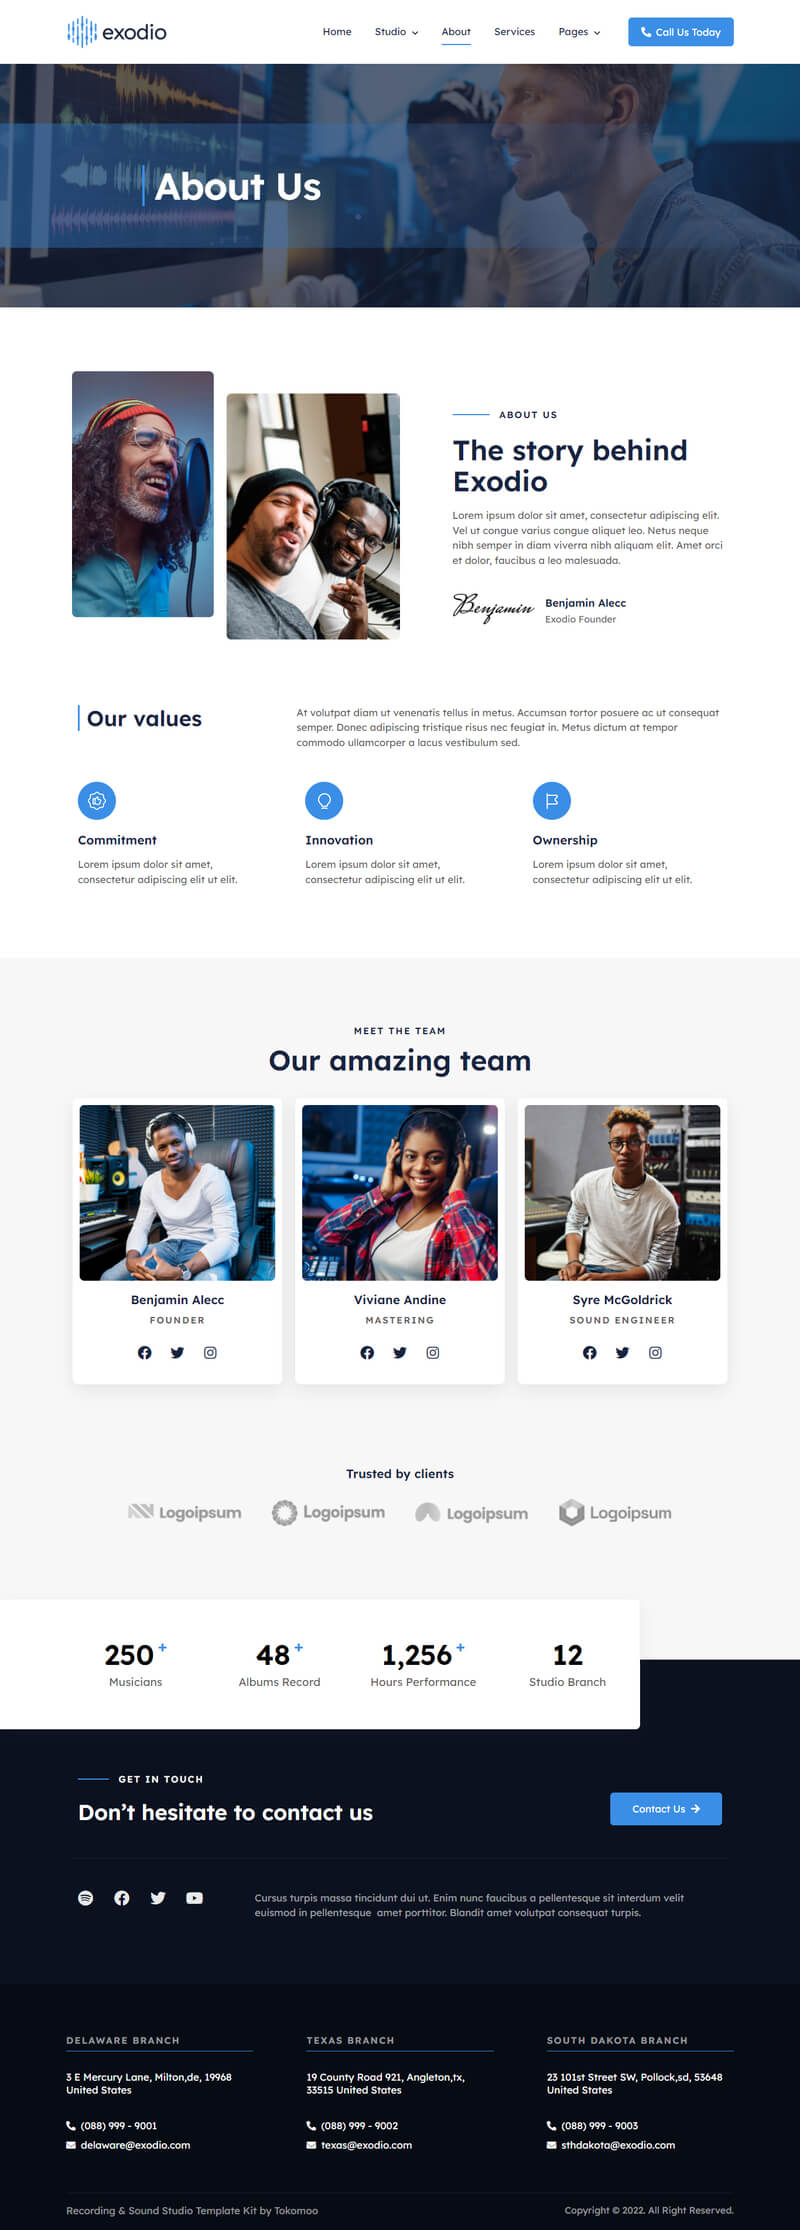 exodio
Home Studio About Services Pages Call Us Today
About Us
ABOUT US
The story behind
Exodio
Lorem ipsum dolor sit amet, consectetur adipiscing elit.
Vel ut congue varius congue aliquet leo. Netus neque
nibh semper in diam viverra nibh aliquam elit. Amet orci
et dolor, faucibus a leo malesuada.
Benjamin
Benjamin Alecc
Exodio Founder
Our values
At volutpat diam ut venenatis tellus in metus. Accumsan tortor posuere ac ut consequat
semper. Donec adipiscing tristique risus nec feugiat in. Metus dictum at tempor
commodo ullamcorper a lacus vestibulum sed.
Commitment
Lorem ipsum dolor sit amet,
consectetur adipiscing elit ut elit.
Innovation
Lorem ipsum dolor sit amet,
consectetur adipiscing elit ut elit.
Ownership
Lorem ipsum dolor sit amet,
consectetur adipiscing elit ut elit.
MEET THE TEAM
Our amazing team
Benjamin Alecc
FOUNDER
Viviane Andine
MASTERING
Syre McGoldrick
SOUND ENGINEER
Trusted by clients
Logoipsum Logoipsum Logoipsum Logoipsum
250 +
Musicians
48 +
Albums Record
1,256 +
Hours Performance
12
Studio Branch
GET IN TOUCH
Don't hesitate to contact us
Contact Us
Cursus turpis massa tincidunt dui ut. Enim nunc faucibus a pellentesque sit interdum velit
euismod in pellentesque  amet porttitor. Blandit amet volutpat consequat turpis.
DELAWARE BRANCH
3 E Mercury Lane, Milton,de, 19968
United States
(088) 999 - 9001
delaware@exodio.com
TEXAS BRANCH
19 County Road 921, Angleton,tx,
33515 United States
(088) 999 - 9002
texas@exodio.com
SOUTH DAKOTA BRANCH
23 101st Street SW, Pollock,sd, 53648
United States
(088) 999 - 9003
sthdakota@exodio.com
Recording & Sound Studio Template Kit by Tokomoo
Copyright © 2022. All Right Reserved.